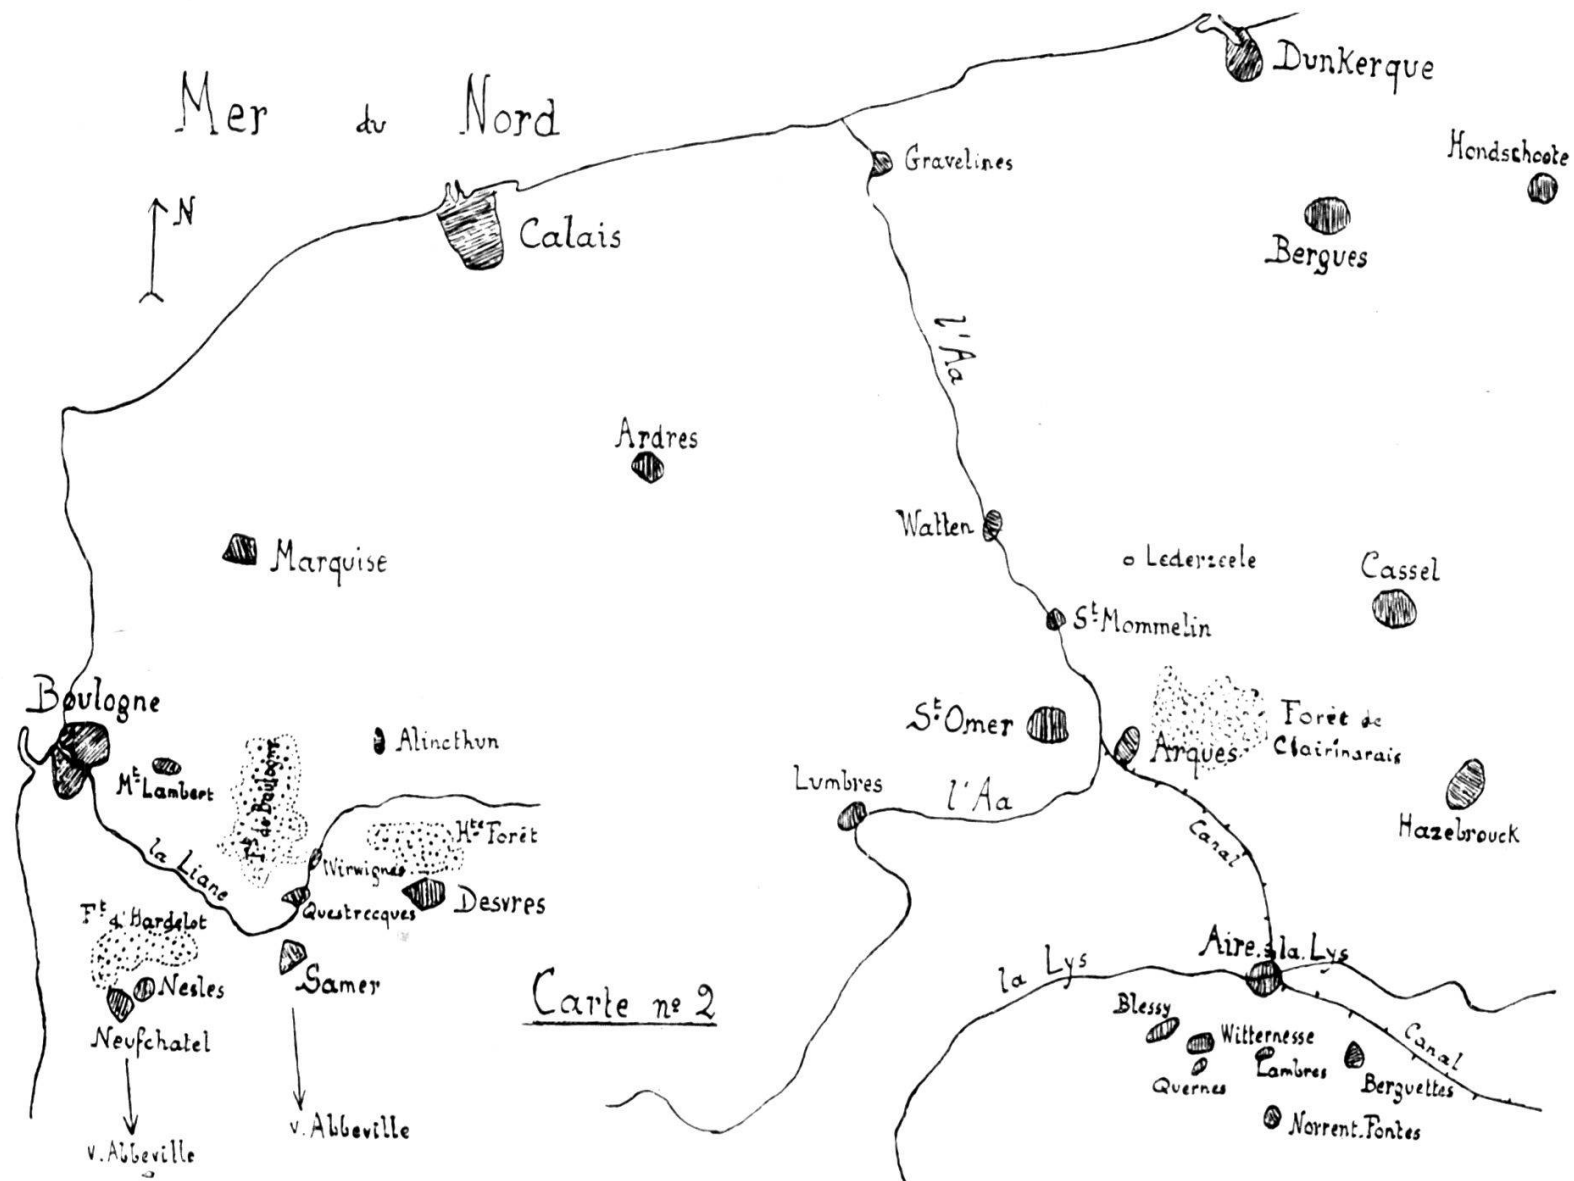 Dunkerque
Mer du Nord
Hondschoote
Gravelines
N
Calais
Bergues
l'Aa
Ardres
Watten
Marquise
Lederzeele
Cassel
St. Mommelin
Boulogne
St. Omer
Forêt de
Clairmarais
Alincthun
Arques
Mt Lambert
Ft de Boulogne
Lumbres
l'Aa
Hazebrouck
Hte Forêt
Canal
la Liane
Wirwignes
Desvres
Questrecques
Ft d'Hardelot
Aire.s.la.Lys
la Lys
Samer
Nesles
Carte nº 2
Blessy
Neufchatel
Witternesse
Canal
Lambres
Quernes
Berguettes
v. Abbeville
Norrent.Fontes
v. Abbeville